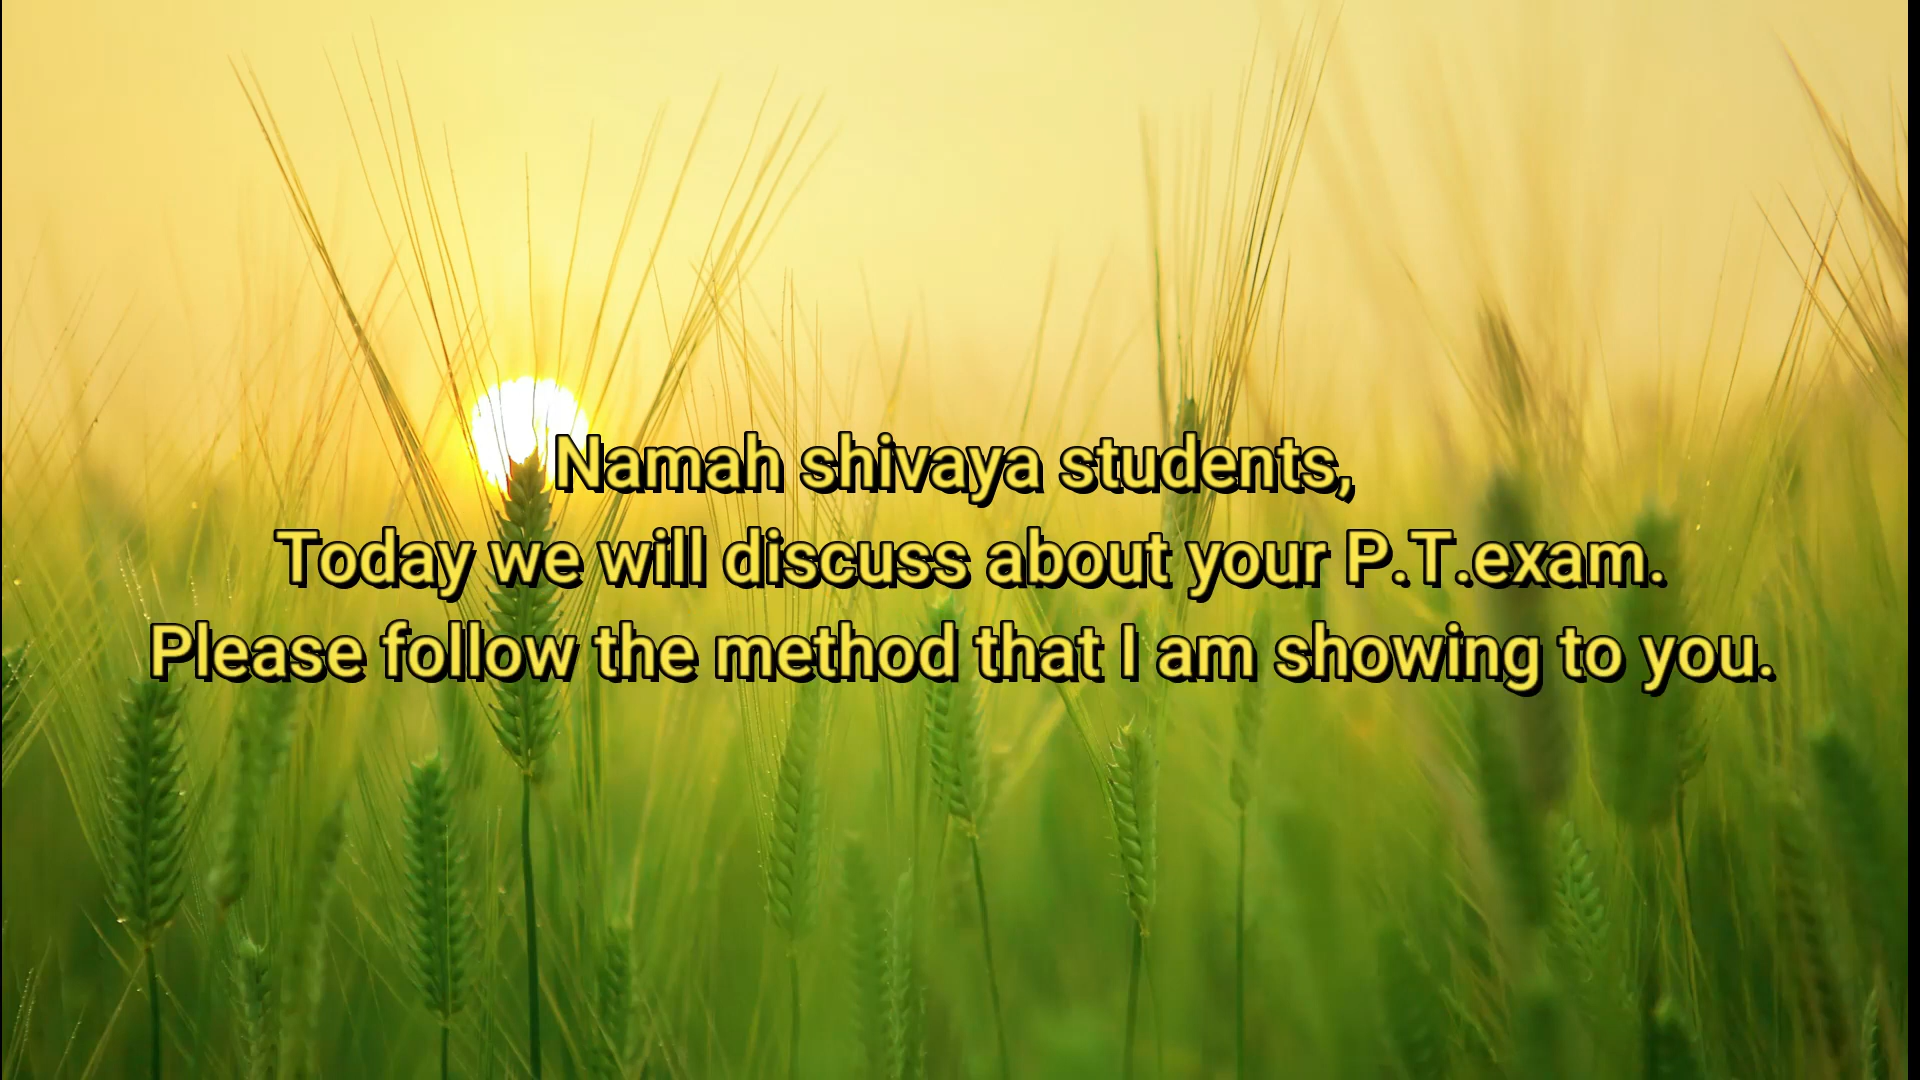 Namah shivaya students,
Today we will discuss about your P.T.exam.
Please follow the method that I am showing to you.